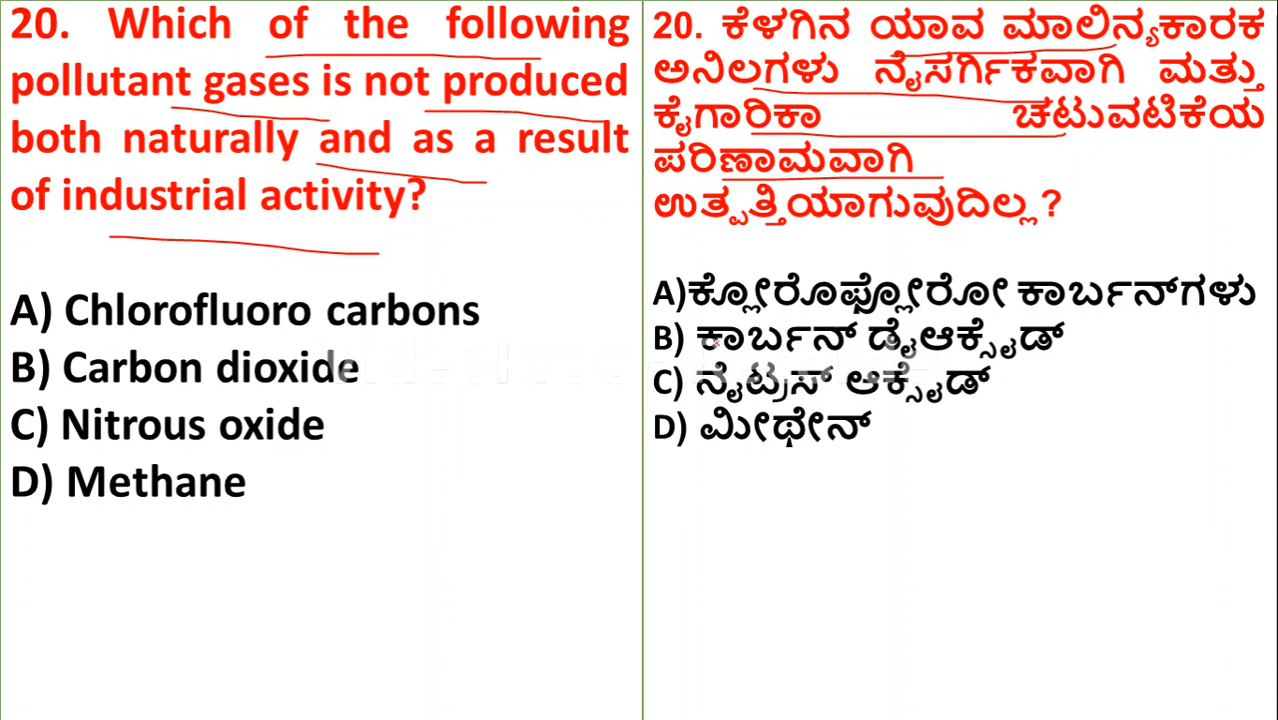 20. Which of the following
pollutant gases is not produced
both naturally and as a result
of industrial activity?
A) Chlorofluoro carbons
B) Carbon dioxide
C) Nitrous oxide
D) Methane
20. ಕೆಳಗಿನ ಯಾವ ಮಾಲಿನ್ಯಕಾರಕ
ಅನಿಲಗಳು ನೈಸರ್ಗಿಕವಾಗಿ ಮತ್ತು
ಕೈಗಾರಿಕಾ ಚಟುವಟಿಕೆಯ
ಪರಿಣಾಮವಾಗಿ
ಉತ್ಪತ್ತಿಯಾಗುವುದಿಲ್ಲ?
A)ಕ್ಲೋರೊಫ್ಲೋರೋ ಕಾರ್ಬನ್‌ಗಳು
B) ಕಾರ್ಬನ್ ಡೈಆಕ್ಸೈಡ್
C) ನೈಟ್ರಸ್ ಆಕ್ಸೈಡ್
D) ಮೀಥೇನ್